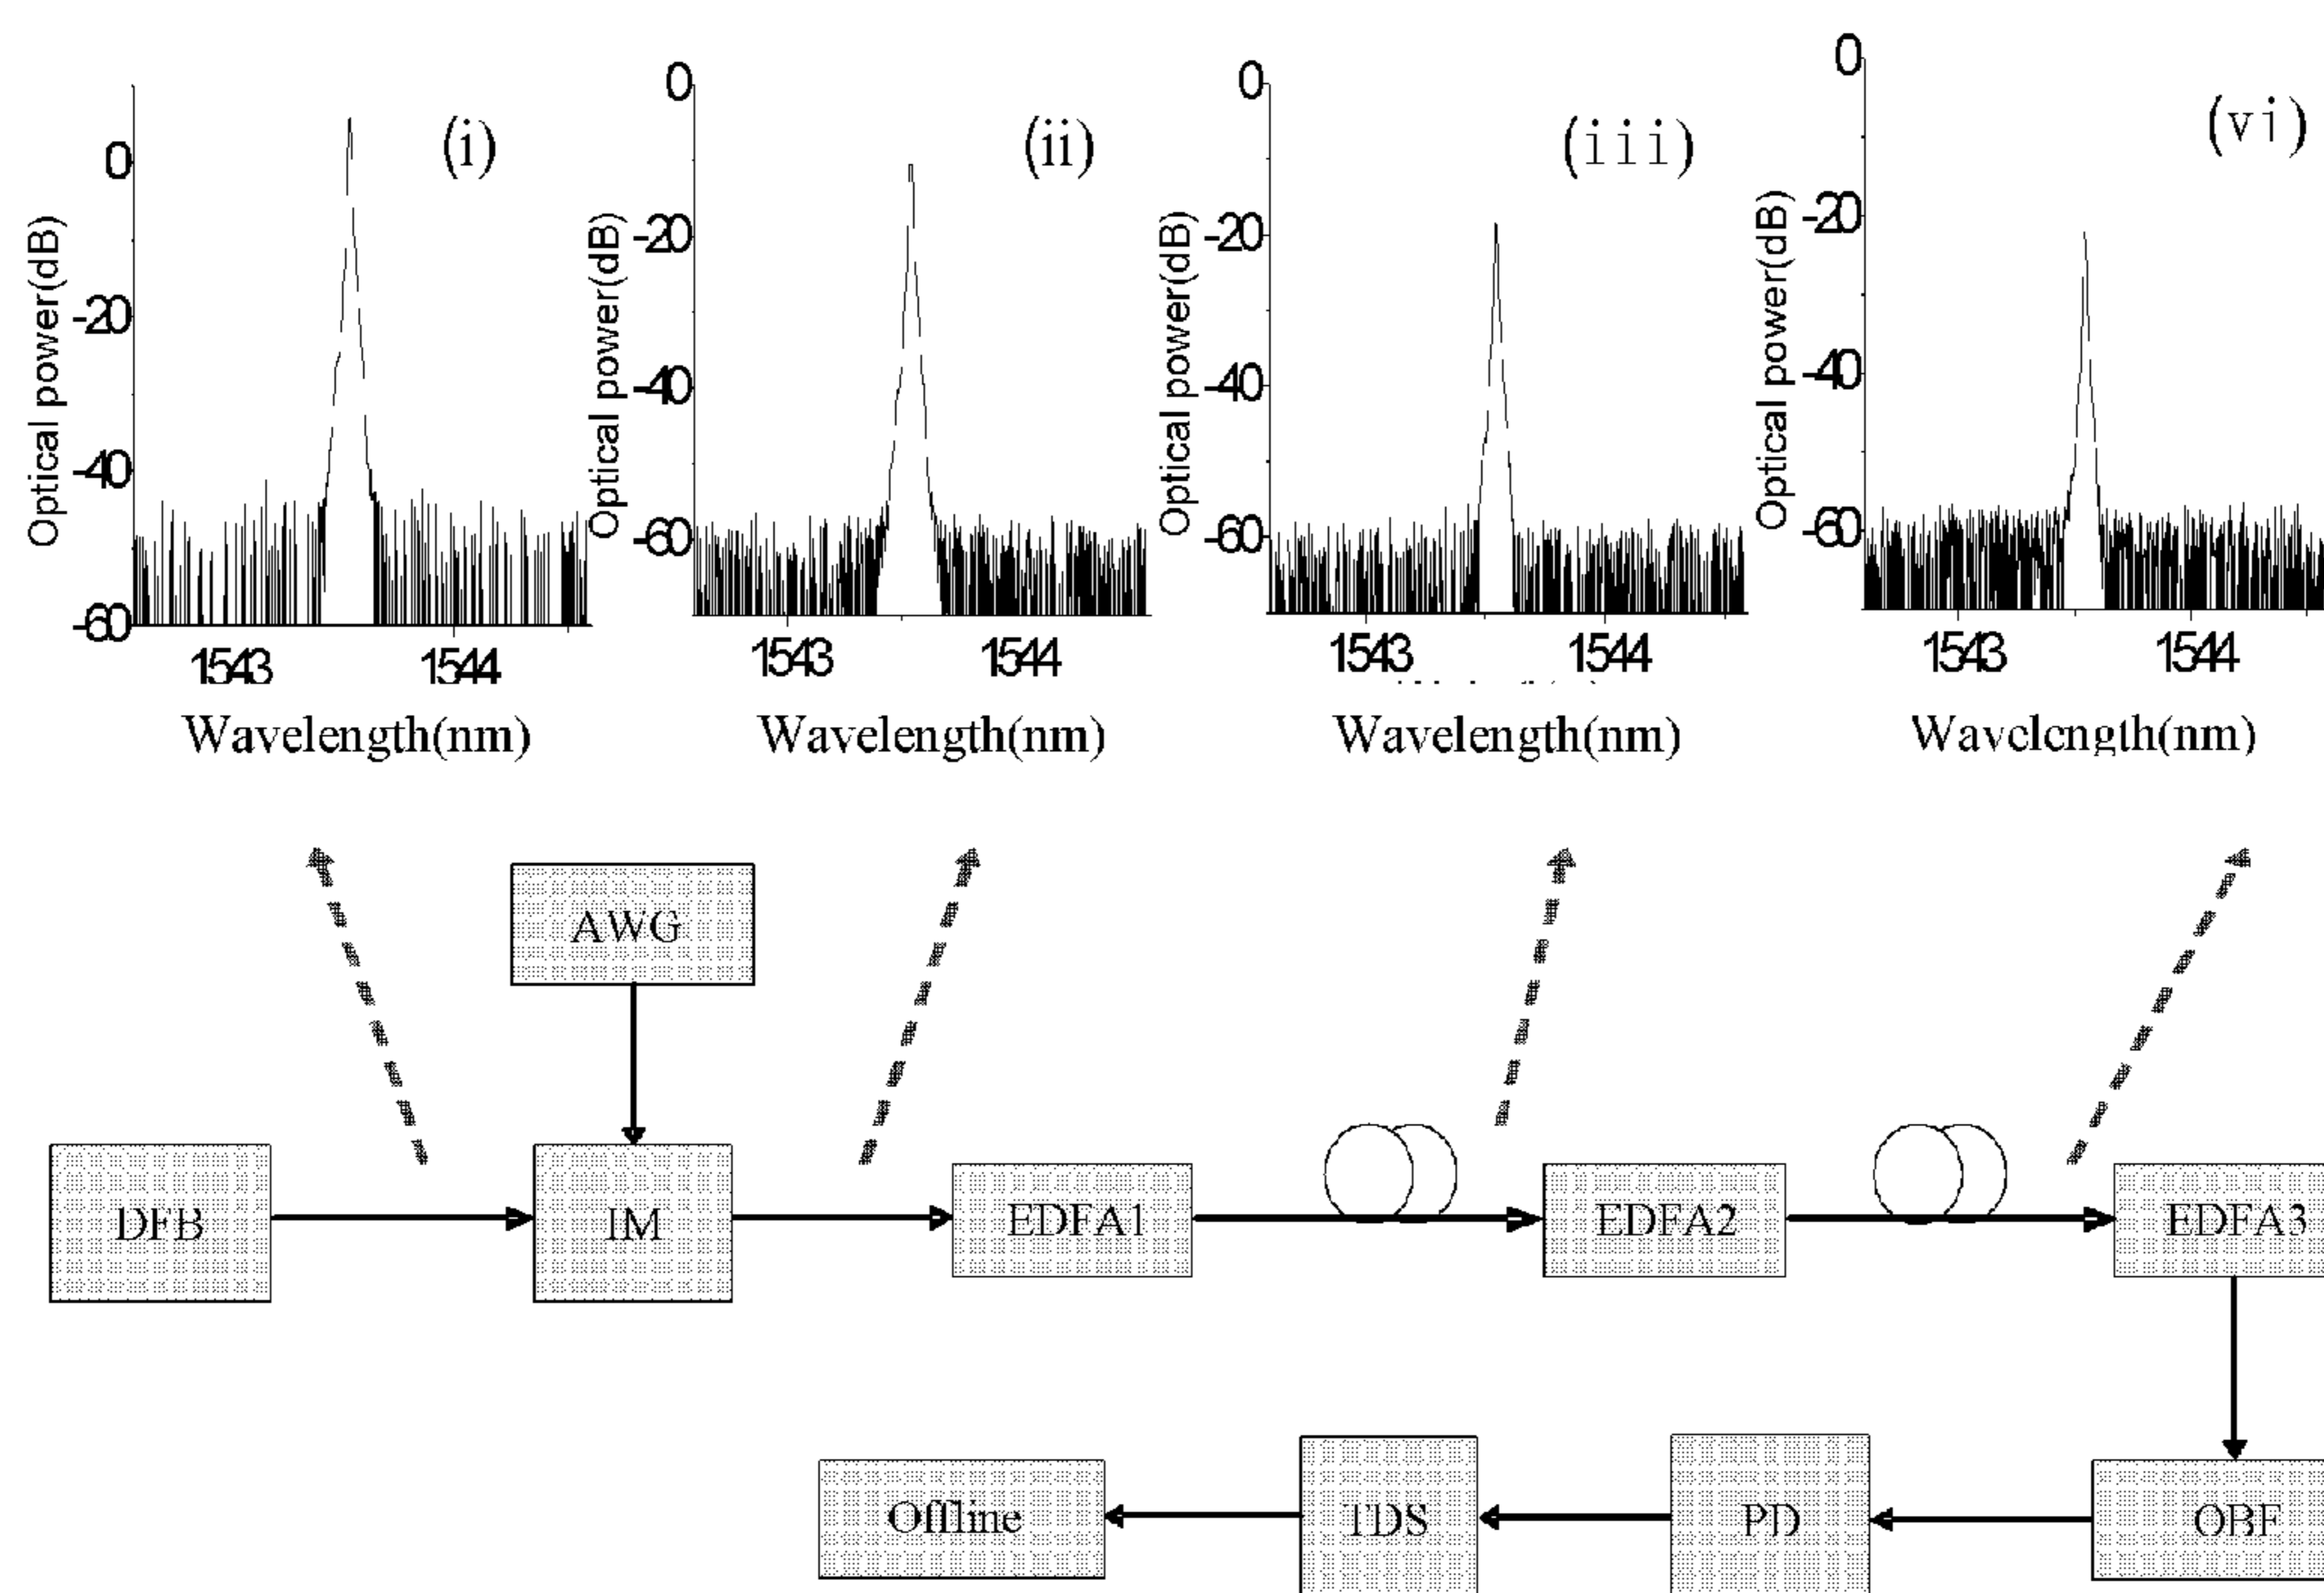 (i)
(ii)
(iii)
(vi)
Optical power(dB)
0
-20
-40
-60
1543
1544
Wavelength(nm)
Optical power(dB)
0
-20
-40
-60
1543
1544
Wavelength(nm)
Optical power(dB)
0
-20
-40
-60
1543
1544
Wavelength(nm)
Optical power(dB)
0
-20
-40
-60
1543
1544
Wavelength(nm)
AWG
DFB
IM
EDFA1
EDFA2
EDFA3
Offline
TDS
PD
OBF